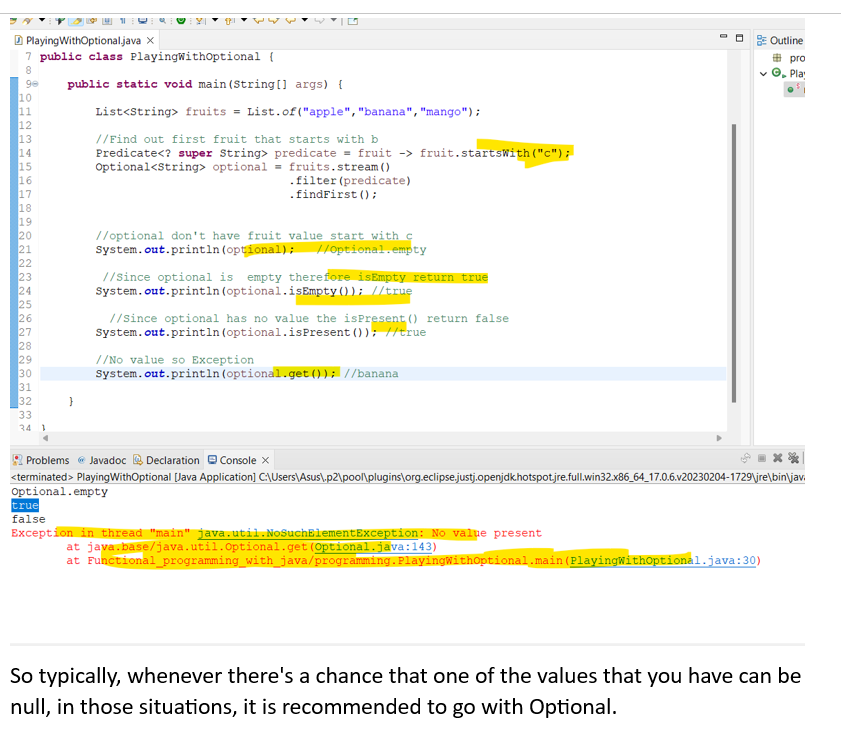 PlayingWithOptional.java
Outline
7 public class PlayingWithOptional {
pro
8
Pla
9 public static void main(String[] args) {
10
11 List<String> fruits = List.of("apple","banana","mango");
12
13 //Find out first fruit that starts with b
14 Predicate<? super String> predicate = fruit -> fruit.startsWith("c");
15 Optional<String> optional = fruits.stream()
16 .filter(predicate)
17 .findFirst();
18
19
20 //optional don't have fruit value start with c
21 System.out.println(optional); //Optional.empty
22
23 //Since optional is empty therefore isEmpty return true
24 System.out.println(optional.isEmpty()); //true
25
26 //Since optional has no value the isPresent() return false
27 System.out.println(optional.isPresent()); //true
28
29 //No value so Exception
30 System.out.println(optional.get()); //banana
31
32 }
33
34 }
Problems @ Javadoc Declaration Console
<terminated> PlayingWithOptional [Java Application] C:\Users\Asus\.p2\pool\plugins\org.eclipse.justj.openjdk.hotspot.jre.full.win32.x86_64_17.0.6.v20230204-1729\jre\bin\java
Optional.empty
true
false
Exception in thread "main" java.util.NoSuchElementException: No value present
at java.base/java.util.Optional.get(Optional.java:143)
at Functional_programming_with_java/programming.PlayingWithOptional.main(PlayingWithOptional.java:30)
So typically, whenever there's a chance that one of the values that you have can be
null, in those situations, it is recommended to go with Optional.